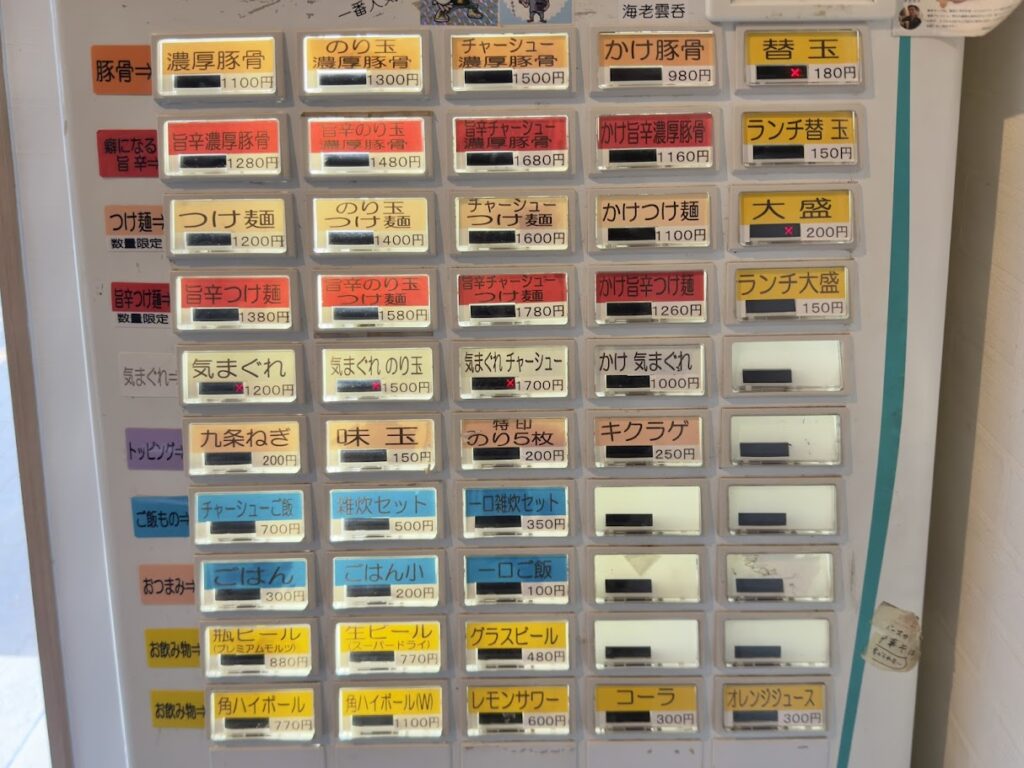 一番人気
海老雲呑
豚骨⇒
濃厚豚骨
1100円
のり玉
濃厚豚骨
1300円
チャーシュー
濃厚豚骨
1500円
かけ豚骨
980円
替玉
×
180円
癖になる
旨辛⇒
旨辛濃厚豚骨
1280円
旨辛のり玉
濃厚豚骨
1480円
旨辛チャーシュー
濃厚豚骨
1680円
かけ旨辛濃厚豚骨
1160円
ランチ替玉
150円
つけ麺⇒
数量限定
つけ麺
1200円
のり玉
つけ麺
1400円
チャーシュー
つけ麺
1600円
かけつけ麺
1100円
大盛
×
200円
旨辛つけ麺⇒
数量限定
旨辛つけ麺
1380円
旨辛のり玉
つけ麺
1580円
旨辛チャーシュー
つけ麺
1780円
かけ旨辛つけ麺
1260円
ランチ大盛
150円
気まぐれ⇒
気まぐれ
×
1200円
気まぐれ のり玉
×
1500円
気まぐれ チャーシュー
×
1700円
かけ 気まぐれ
1000円
トッピング⇒
九条ねぎ
200円
味玉
150円
特印
のり5枚
200円
キクラゲ
250円
ご飯もの⇒
チャーシューご飯
700円
雑炊セット
500円
一口雑炊セット
350円
おつまみ⇒
ごはん
300円
ごはん小
200円
一口ご飯
100円
お飲み物⇒
瓶ビール
(プレミアムモルツ)
880円
生ビール
(スーパードライ)
770円
グラスビール
480円
お飲み物⇒
角ハイボール
770円
角ハイボール(W)
1100円
レモンサワー
600円
コーラ
300円
オレンジジュース
300円